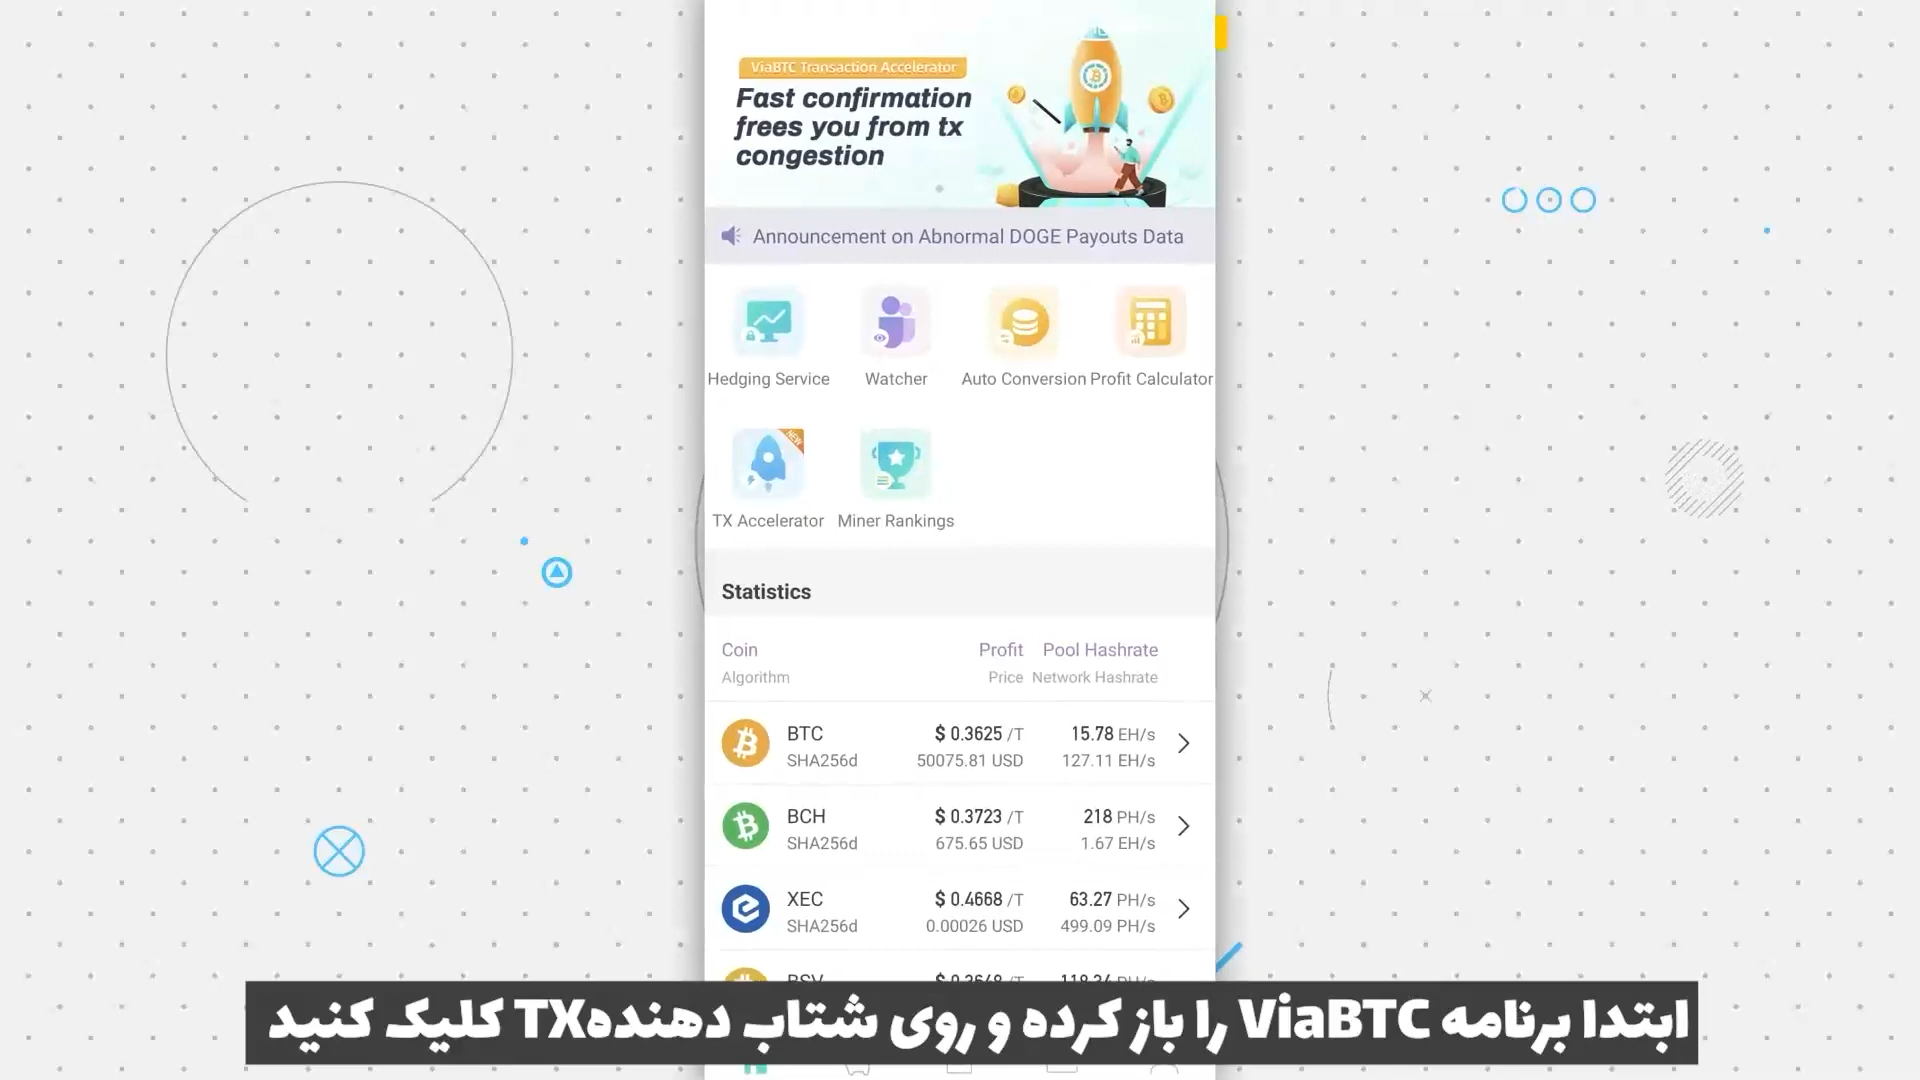 ViaBTC Transaction Accelerator
Fast confirmation
frees you from tx
congestion
Announcement on Abnormal DOGE Payouts Data
Hedging Service
Watcher
Auto Conversion
Profit Calculator
NEW
TX Accelerator
Miner Rankings
Statistics
Coin Profit Pool Hashrate
Algorithm Price Network Hashrate
BTC $ 0.3625 /T 15.78 EH/s
SHA256d 50075.81 USD 127.11 EH/s
BCH $ 0.3723 /T 218 PH/s
SHA256d 675.65 USD 1.67 EH/s
XEC $ 0.4668 /T 63.27 PH/s
SHA256d 0.00026 USD 499.09 PH/s
ابتدا برنامه ViaBTC را باز کرده و روی شتاب دهندهTX کلیک کنید